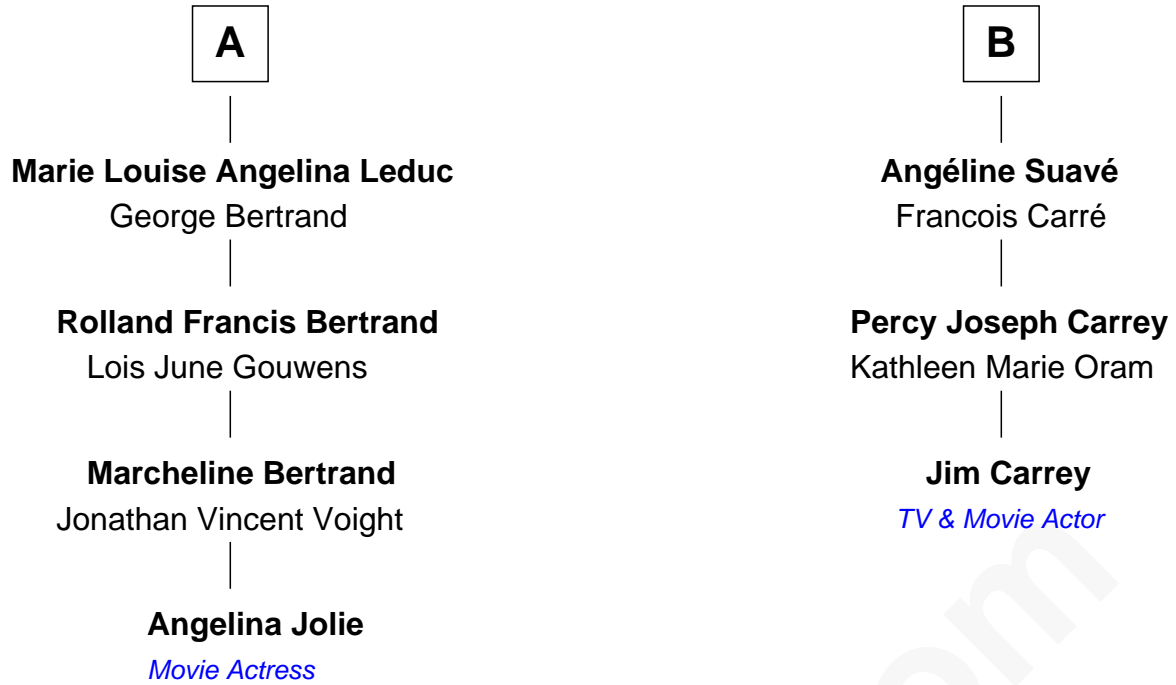 A
Marie Louise Angelina Leduc
George Bertrand
Rolland Francis Bertrand
Lois June Gouwens
Marcheline Bertrand
Jonathan Vincent Voight
Angelina Jolie
Movie Actress
B
Angéline Suavé
Francois Carré
Percy Joseph Carrey
Kathleen Marie Oram
Jim Carrey
TV & Movie Actor
om